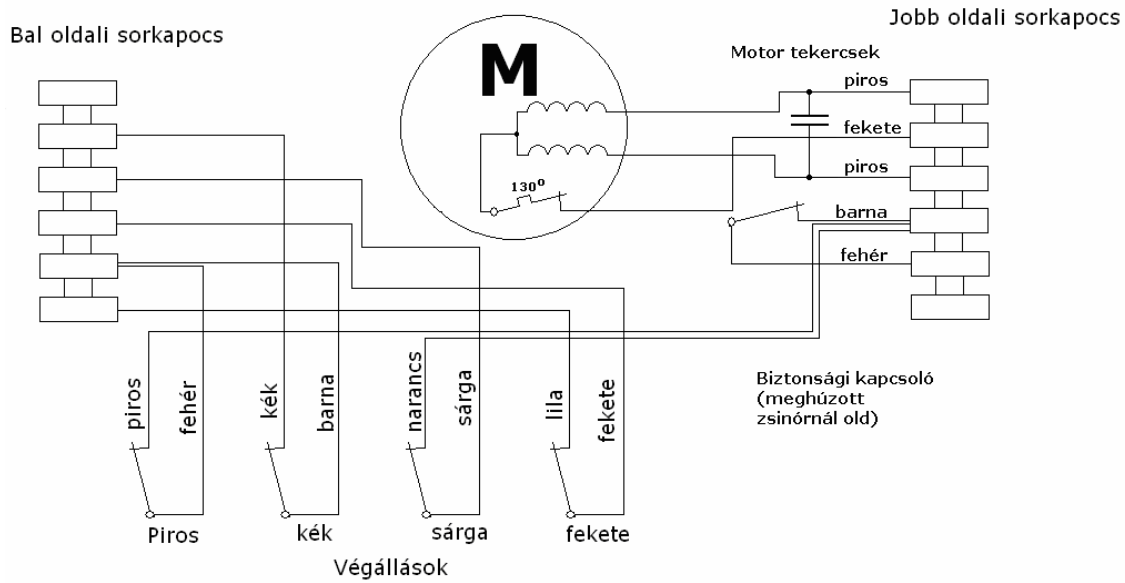 Bal oldali sorkapocs
Jobb oldali sorkapocs
M
Motor tekercsek
piros
fekete
piros
130⁰
barna
fehér
piros
fehér
kék
barna
narancs
sárga
lila
fekete
Biztonsági kapcsoló
(meghúzott
zsinórnál old)
Piros
kék
sárga
fekete
Végállások